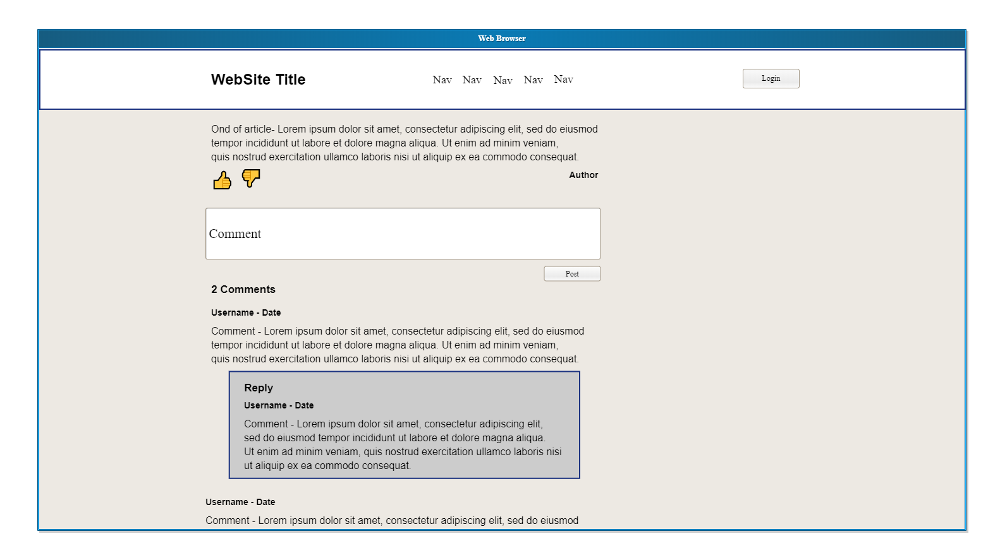 Web Browser
WebSite Title
Nav Nav Nav Nav Nav
Login
Ond of article- Lorem ipsum dolor sit amet, consectetur adipiscing elit, sed do eiusmod
tempor incididunt ut labore et dolore magna aliqua. Ut enim ad minim veniam,
quis nostrud exercitation ullamco laboris nisi ut aliquip ex ea commodo consequat.
Author
Comment
Post
2 Comments
Username - Date
Comment - Lorem ipsum dolor sit amet, consectetur adipiscing elit, sed do eiusmod
tempor incididunt ut labore et dolore magna aliqua. Ut enim ad minim veniam,
quis nostrud exercitation ullamco laboris nisi ut aliquip ex ea commodo consequat.
Reply
Username - Date
Comment - Lorem ipsum dolor sit amet, consectetur adipiscing elit,
sed do eiusmod tempor incididunt ut labore et dolore magna aliqua.
Ut enim ad minim veniam, quis nostrud exercitation ullamco laboris nisi
ut aliquip ex ea commodo consequat.
Username - Date
Comment - Lorem ipsum dolor sit amet, consectetur adipiscing elit, sed do eiusmod